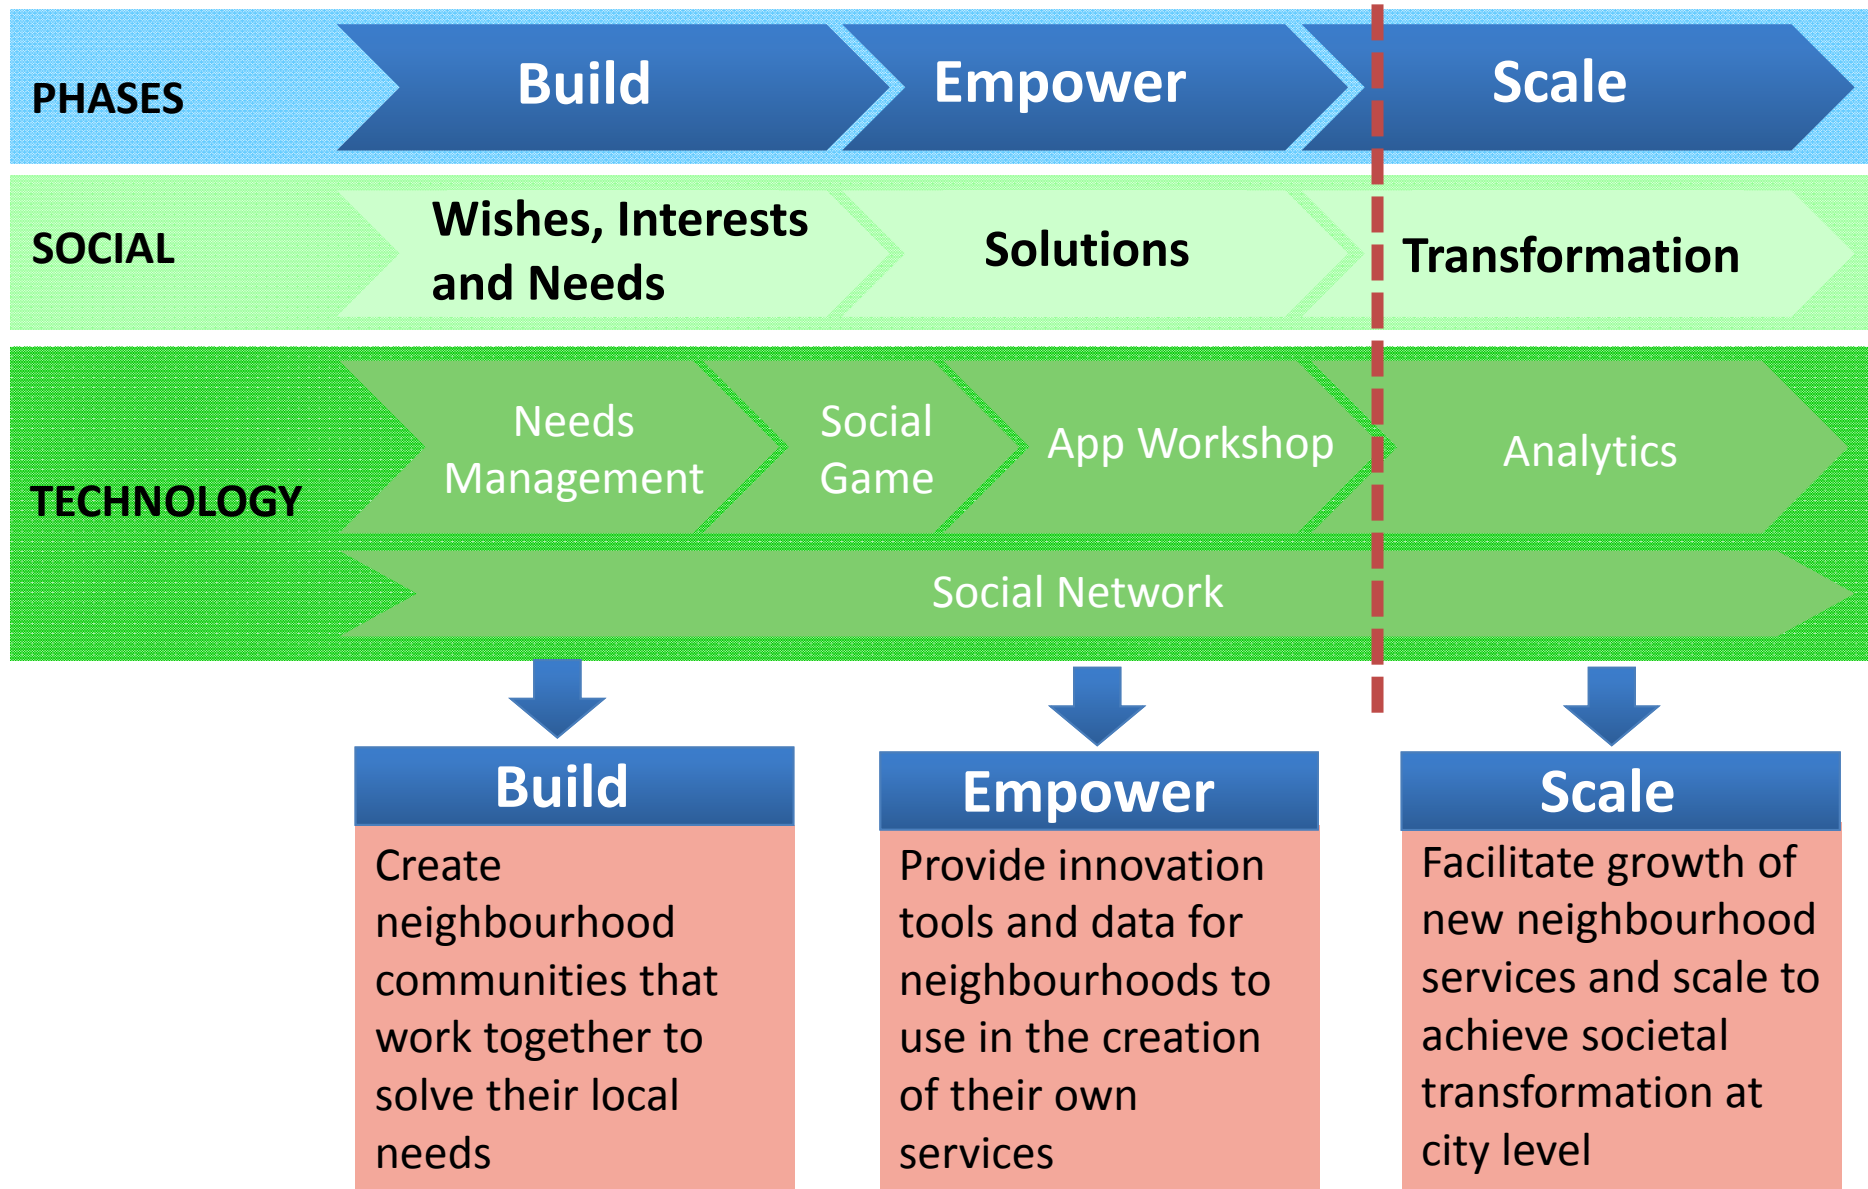 PHASES
Build
Empower
Scale
SOCIAL
Wishes, Interests
and Needs
Solutions
Transformation
TECHNOLOGY
Needs
Management
Social
Game
App Workshop
Analytics
Social Network
Build
Create
neighbourhood
communities that
work together to
solve their local
needs
Empower
Provide innovation
tools and data for
neighbourhoods to
use in the creation
of their own
services
Scale
Facilitate growth of
new neighbourhood
services and scale to
achieve societal
transformation at
city level